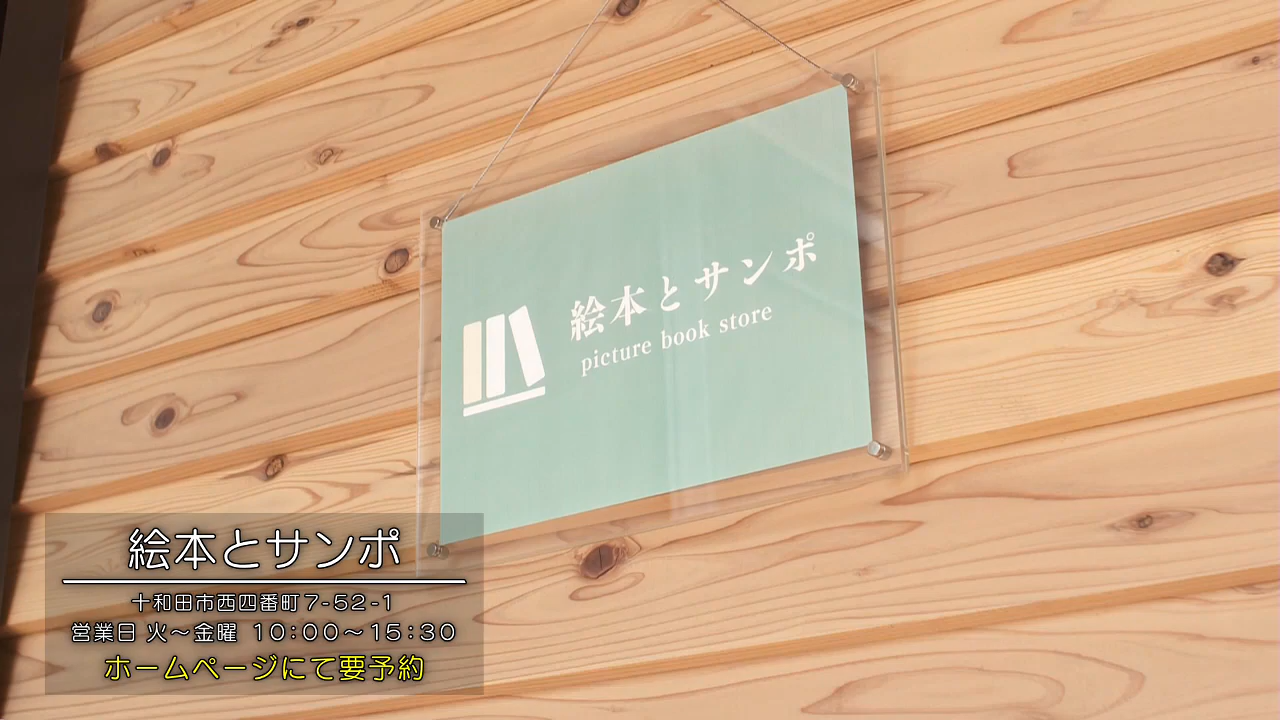 絵本とサンポ
picture book store
絵本とサンポ
十和田市西四番町7-52-1
営業日 火～金曜 10:00～15:30
ホームページにて要予約